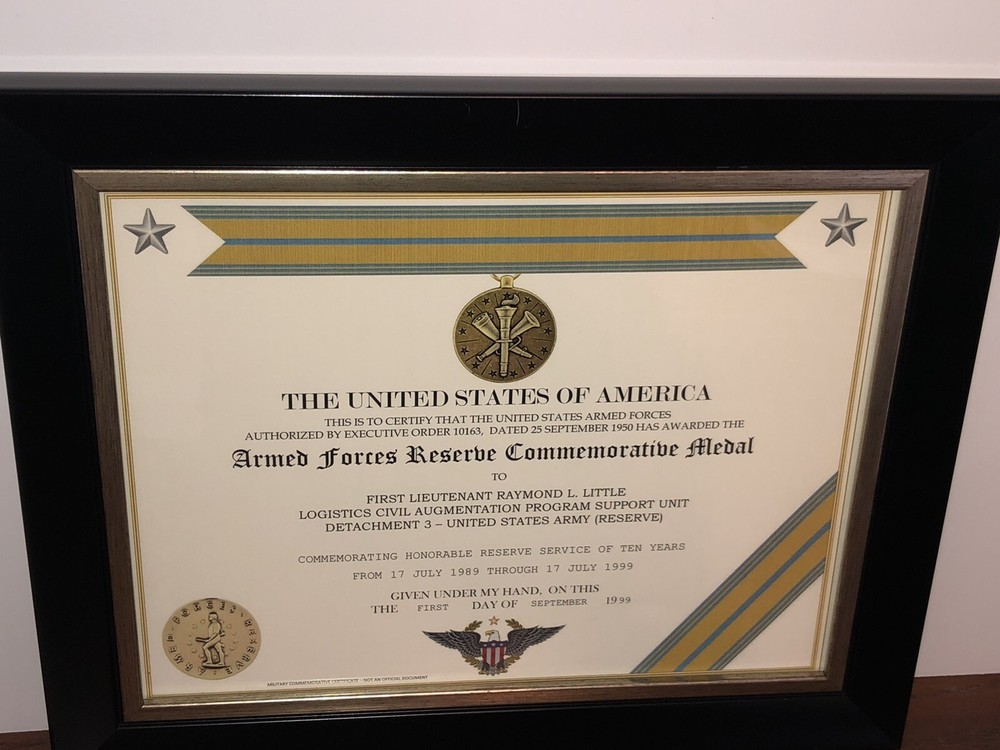 THE UNITED STATES OF AMERICA
THIS IS TO CERTIFY THAT THE UNITED STATES ARMED FORCES
AUTHORIZED BY EXECUTIVE ORDER 10163, DATED 25 SEPTEMBER 1950 HAS AWARDED THE
Armed Forces Reserve Commemorative Medal
TO
FIRST LIEUTENANT RAYMOND L. LITTLE
LOGISTICS CIVIL AUGMENTATION PROGRAM SUPPORT UNIT
DETACHMENT 3 – UNITED STATES ARMY (RESERVE)
COMMEMORATING HONORABLE RESERVE SERVICE OF TEN YEARS
FROM 17 JULY 1989 THROUGH 17 JULY 1999
GIVEN UNDER MY HAND, ON THIS
THE FIRST DAY OF SEPTEMBER 1999
ARMED FORCES RESERVE
MILITARY COMMEMORATIVE CERTIFICATE - NOT AN OFFICIAL DOCUMENT